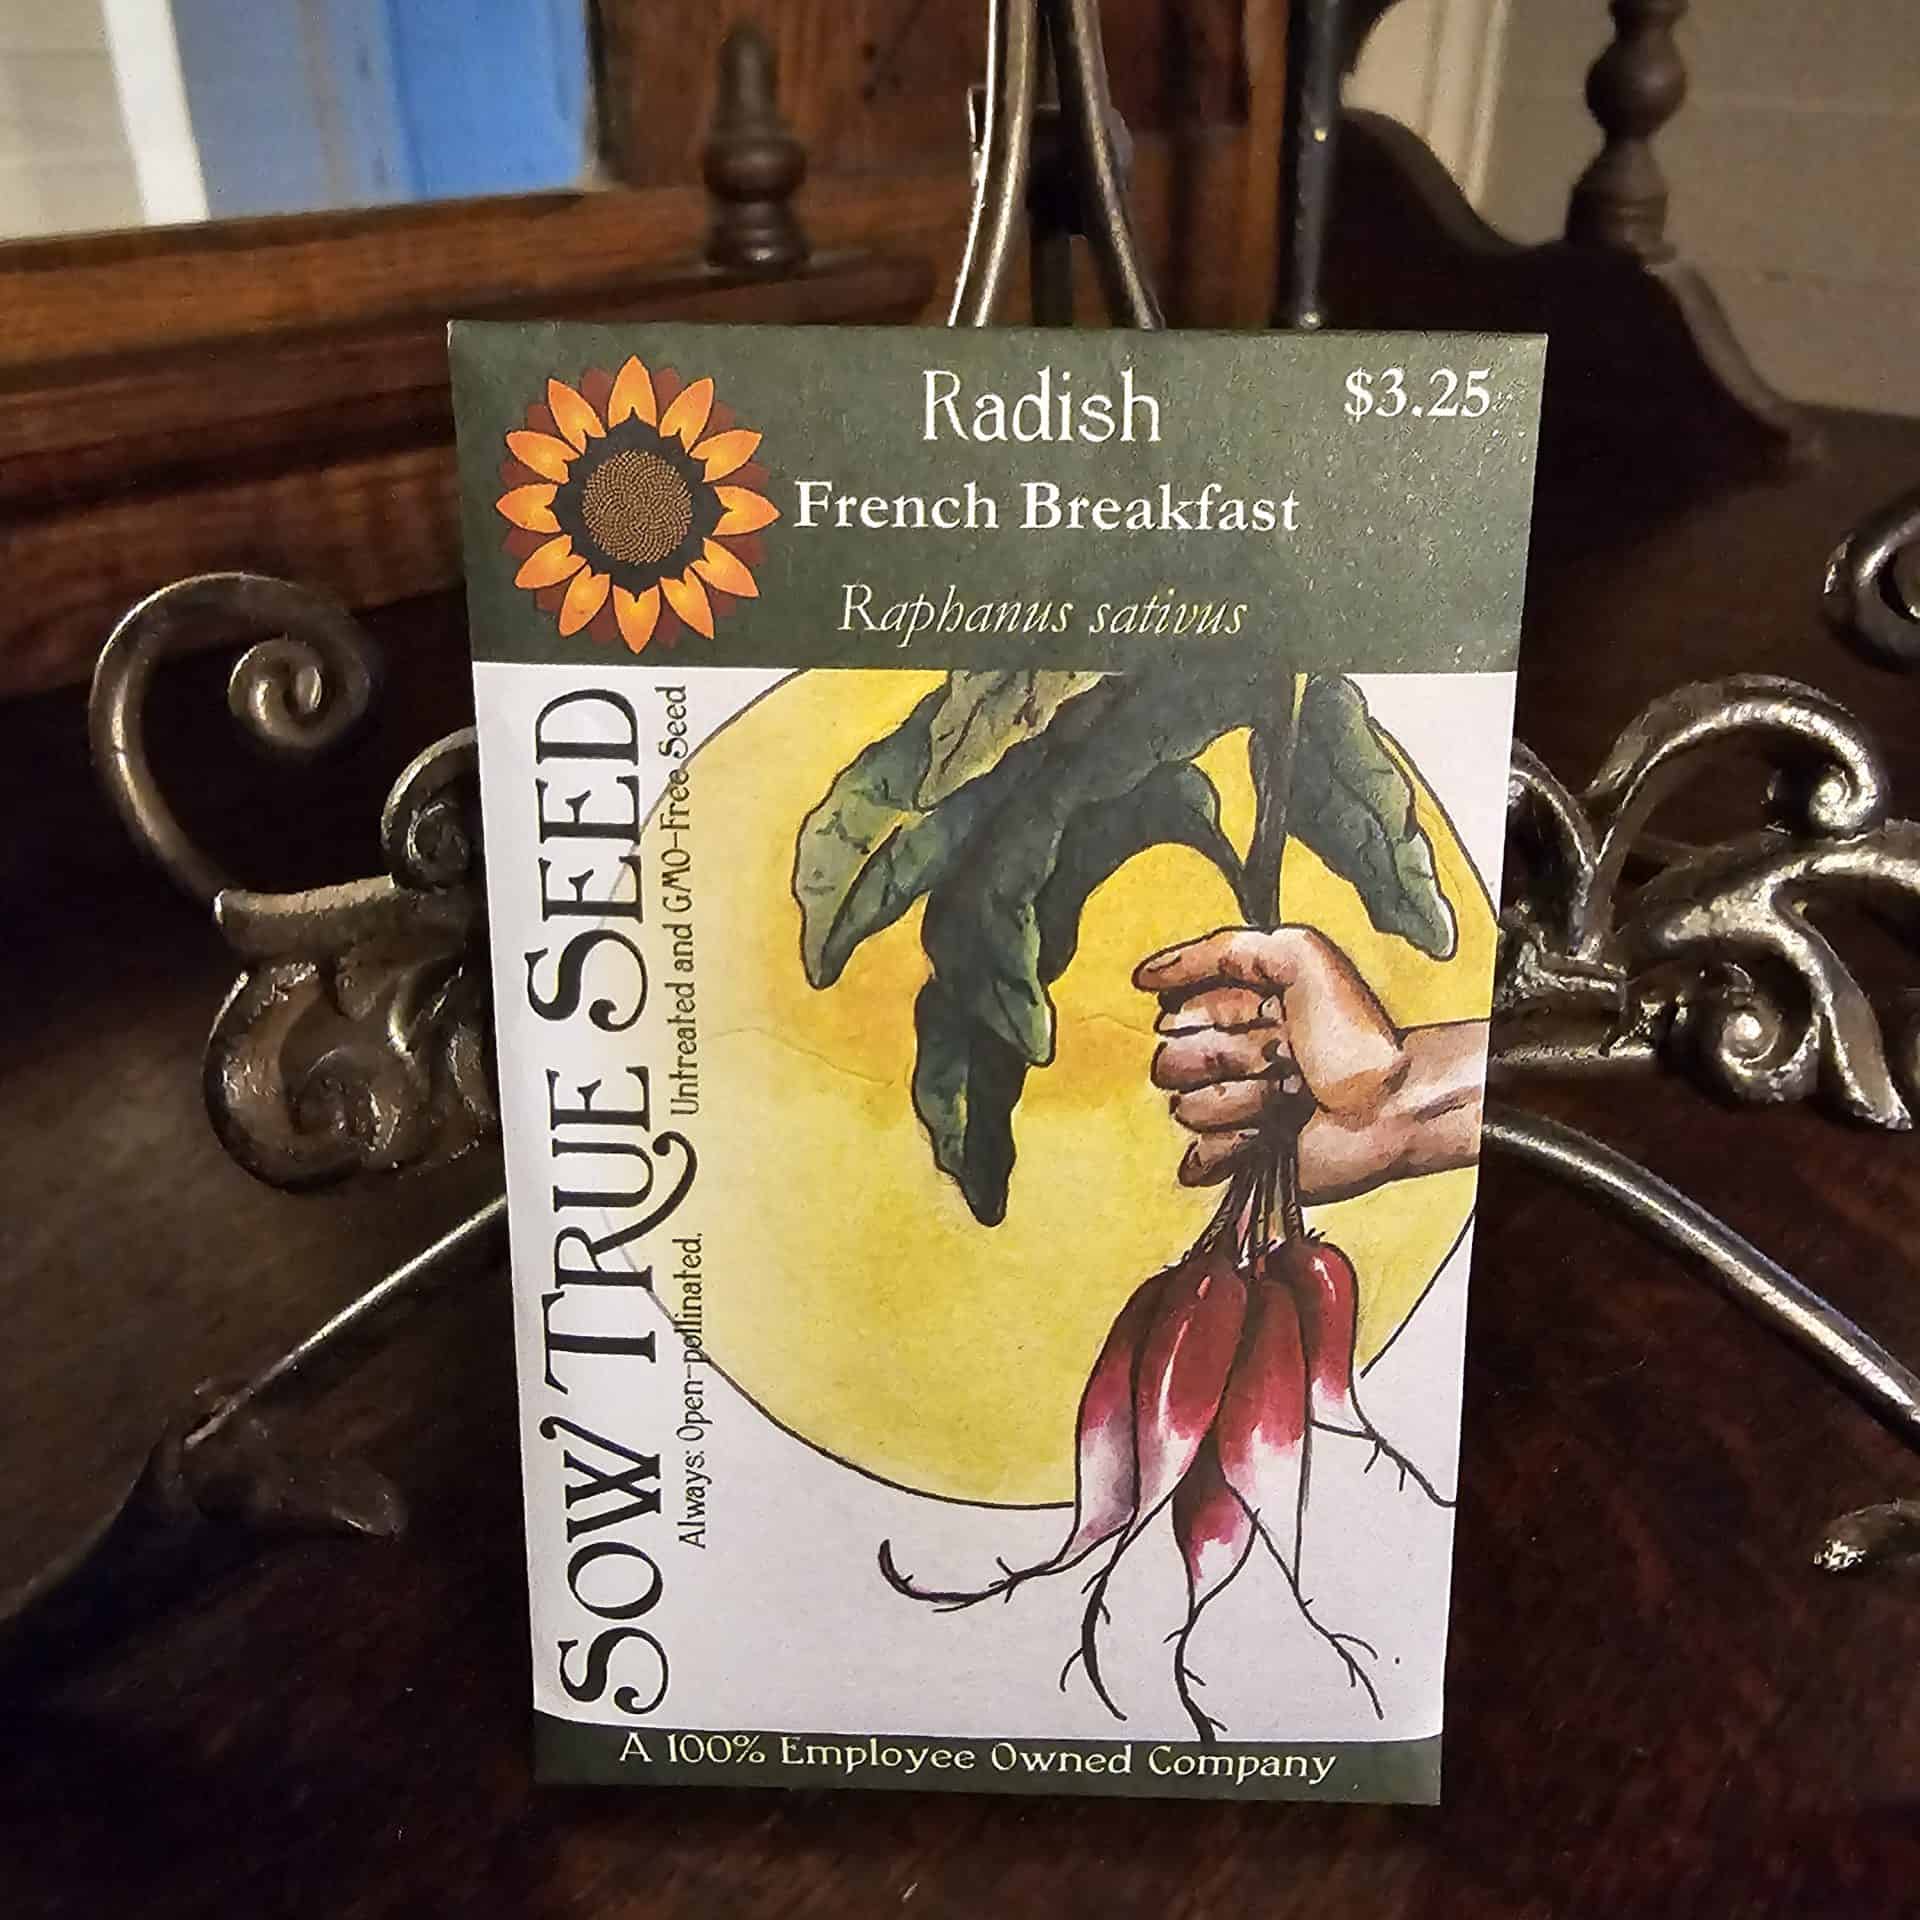 Radish
$3.25
French Breakfast
Raphanus sativus
SOW TRUE SEED
Always: Open-pollinated. Untreated and GMO-Free Seed
A 100% Employee Owned Company